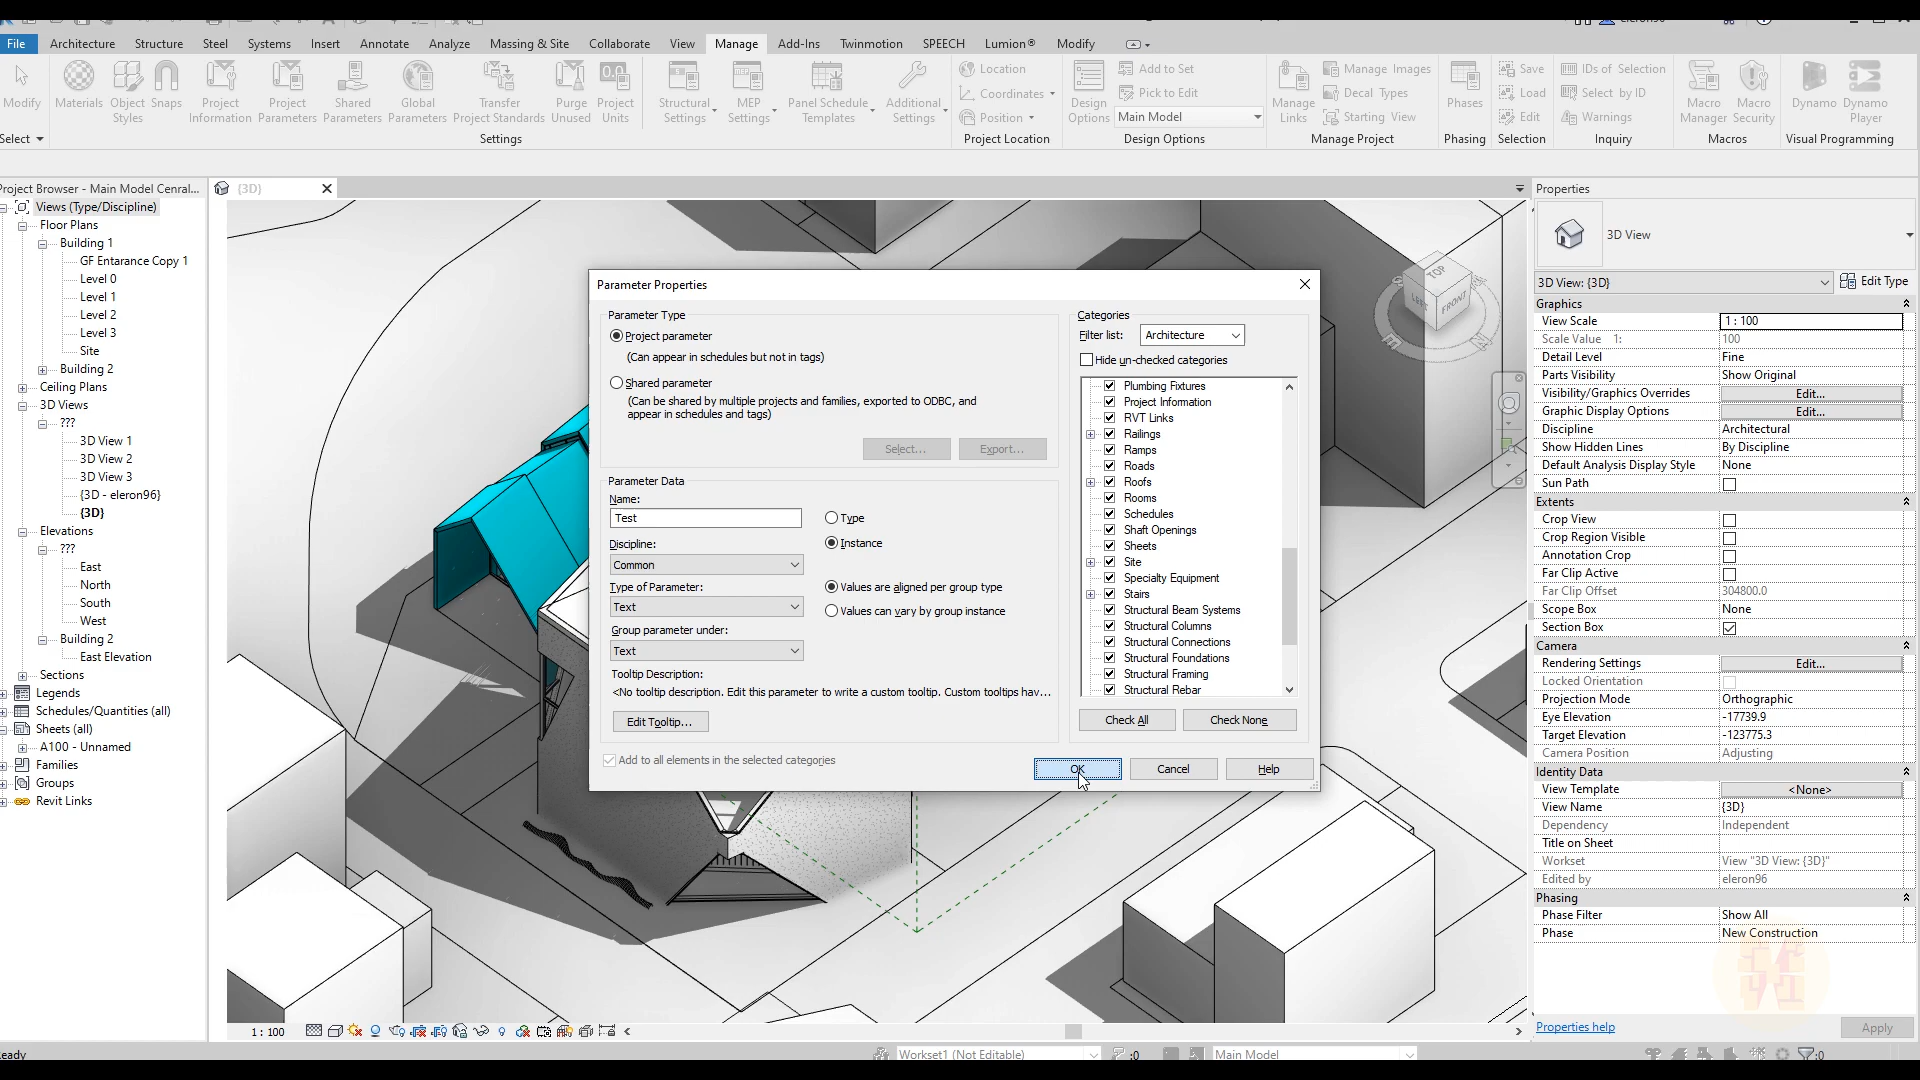 File Architecture Structure Steel Systems Insert Annotate Analyze Massing & Site Collaborate View Manage Add-Ins Twinmotion SPEECH Lumion® Modify
Modify
Materials
Object Styles
Snaps
Project Information
Project Parameters
Shared Parameters
Global Parameters
Transfer Project Standards
Purge Unused
Project Units
Structural Settings
MEP Settings
Panel Schedule Templates
Additional Settings
Location
Coordinates
Position
Design Options
Add to Set
Pick to Edit
Main Model
Manage Links
Manage Images
Decal Types
Starting View
Phases
Save
Load
Edit
IDs of Selection
Select by ID
Warnings
Macro Manager
Macro Security
Dynamo
Dynamo Player
Select Settings Project Location Design Options Manage Project Phasing Selection Inquiry Macros Visual Programming
Project Browser - Main Model Cenral...
Views (Type/Discipline)
Floor Plans
Building 1
GF Entarance Copy 1
Level 0
Level 1
Level 2
Level 3
Site
Building 2
Ceiling Plans
3D Views
???
3D View 1
3D View 2
3D View 3
{3D - eleron96}
{3D}
Elevations
???
East
North
South
West
Building 2
East Elevation
Sections
Legends
Schedules/Quantities (all)
Sheets (all)
A100 - Unnamed
Families
Groups
Revit Links
{3D}
TOP
LEFT
FRONT
Parameter Properties
Parameter Type
Project parameter
(Can appear in schedules but not in tags)
Shared parameter
(Can be shared by multiple projects and families, exported to ODBC, and
appear in schedules and tags)
Select... Export...
Parameter Data
Name:
Test
Type
Discipline:
Instance
Common
Type of Parameter:
Values are aligned per group type
Text
Values can vary by group instance
Group parameter under:
Text
Tooltip Description:
<No tooltip description. Edit this parameter to write a custom tooltip. Custom tooltips hav...
Edit Tooltip...
Add to all elements in the selected categories
Categories
Filter list: Architecture
Hide un-checked categories
Plumbing Fixtures
Project Information
RVT Links
Railings
Ramps
Roads
Roofs
Rooms
Schedules
Shaft Openings
Sheets
Site
Specialty Equipment
Stairs
Structural Beam Systems
Structural Columns
Structural Connections
Structural Foundations
Structural Framing
Structural Rebar
Check All Check None
OK Cancel Help
Properties
3D View
3D View: {3D} Edit Type
Graphics
View Scale 1 : 100
Scale Value 1: 100
Detail Level Fine
Parts Visibility Show Original
Visibility/Graphics Overrides Edit...
Graphic Display Options Edit...
Discipline Architectural
Show Hidden Lines By Discipline
Default Analysis Display Style None
Sun Path
Extents
Crop View
Crop Region Visible
Annotation Crop
Far Clip Active
Far Clip Offset 304800.0
Scope Box None
Section Box
Camera
Rendering Settings Edit...
Locked Orientation
Projection Mode Orthographic
Eye Elevation -17739.9
Target Elevation -123775.3
Camera Position Adjusting
Identity Data
View Template <None>
View Name {3D}
Dependency Independent
Title on Sheet
Workset View "3D View: {3D}"
Edited by eleron96
Phasing
Phase Filter Show All
Phase New Construction
Properties help Apply
1 : 100
Ready Workset1 (Not Editable) :0 Main Model :0